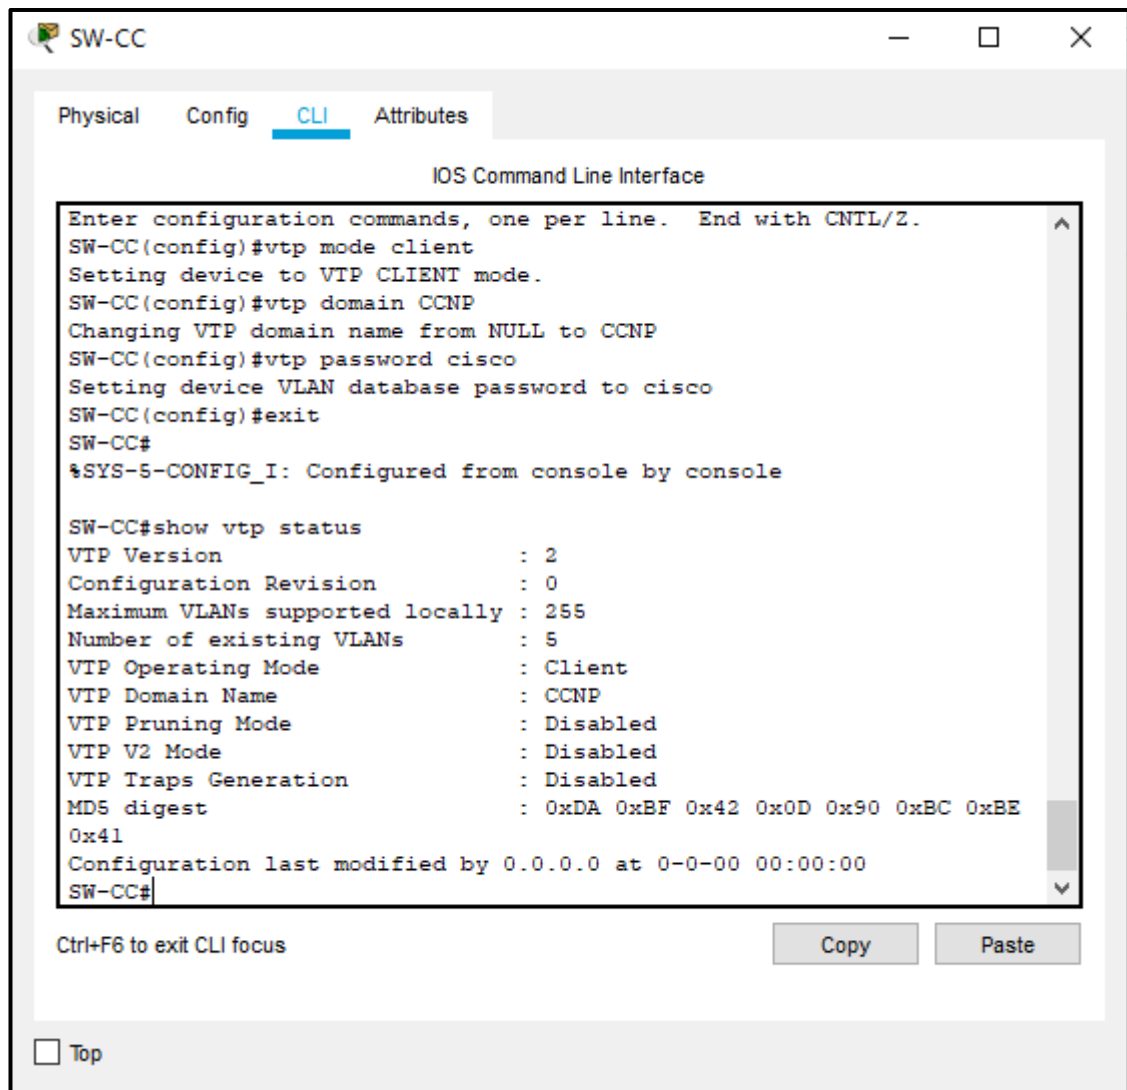 SW-CC
Physical Config CLI Attributes
IOS Command Line Interface
Enter configuration commands, one per line.  End with CNTL/Z.
SW-CC(config)#vtp mode client
Setting device to VTP CLIENT mode.
SW-CC(config)#vtp domain CCNP
Changing VTP domain name from NULL to CCNP
SW-CC(config)#vtp password cisco
Setting device VLAN database password to cisco
SW-CC(config)#exit
SW-CC#
%SYS-5-CONFIG_I: Configured from console by console
SW-CC#show vtp status
VTP Version                     : 2
Configuration Revision          : 0
Maximum VLANs supported locally : 255
Number of existing VLANs        : 5
VTP Operating Mode              : Client
VTP Domain Name                 : CCNP
VTP Pruning Mode                : Disabled
VTP V2 Mode                     : Disabled
VTP Traps Generation            : Disabled
MD5 digest                      : 0xDA 0xBF 0x42 0x0D 0x90 0xBC 0xBE
0x41
Configuration last modified by 0.0.0.0 at 0-0-00 00:00:00
SW-CC#
Ctrl+F6 to exit CLI focus
Copy Paste
Top